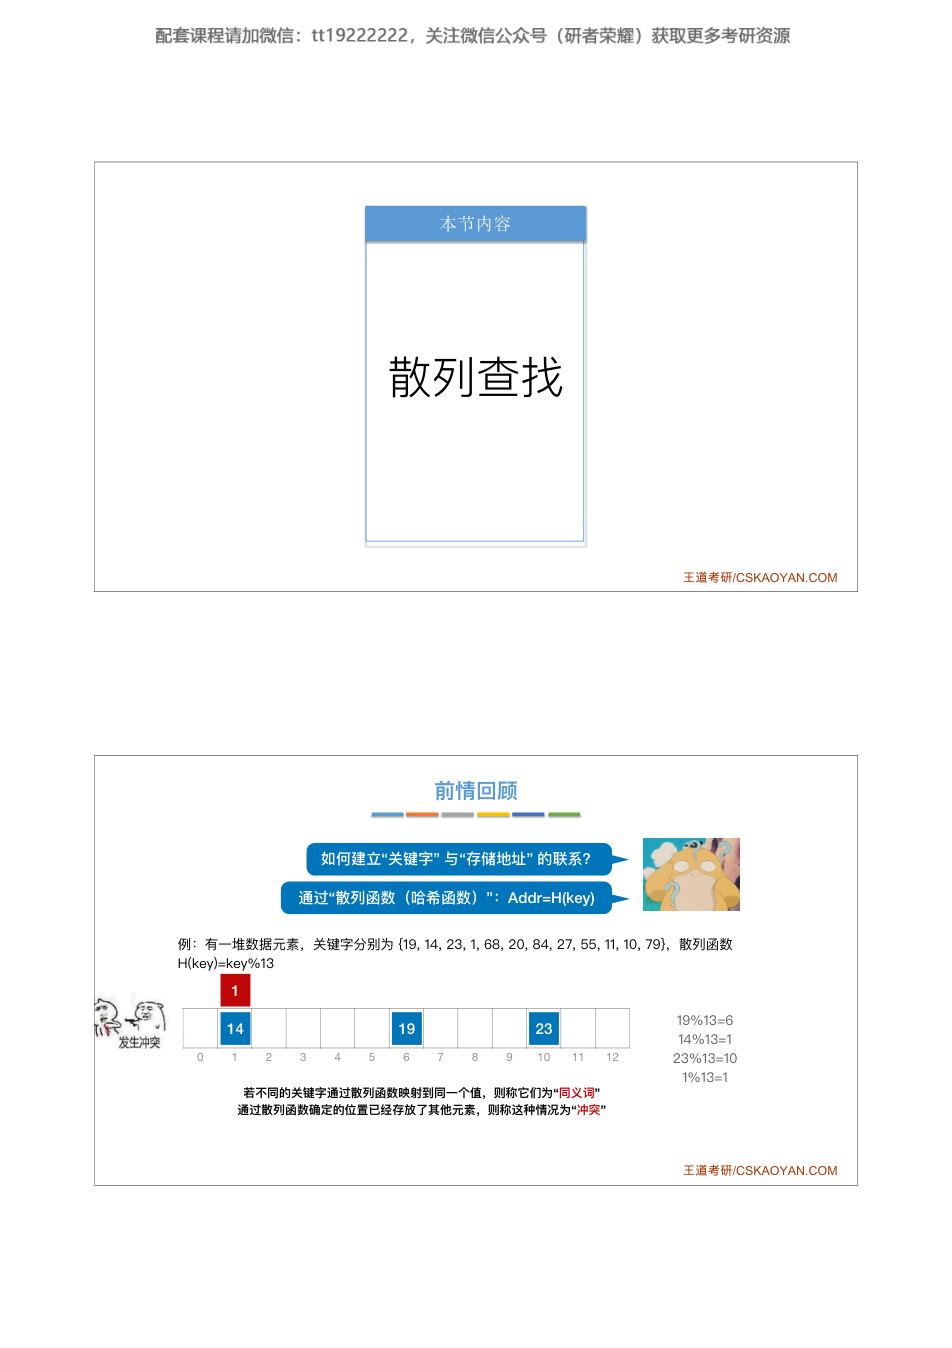 配套课程请加微信：tt19222222，关注微信公众号（研者荣耀）获取更多考研资源
本节内容
散列查找
王道考研/CSKAOYAN.COM
前情回顾
如何建立“关键字” 与“存储地址” 的联系？
通过“散列函数（哈希函数）”：Addr=H(key)
例：有一堆数据元素，关键字分别为 {19, 14, 23, 1, 68, 20, 84, 27, 55, 11, 10, 79}，散列函数
H(key)=key%13
1
14 19 23
发生冲突
0 1 2 3 4 5 6 7 8 9 10 11 12
19%13=6
14%13=1
23%13=10
1%13=1
若不同的关键字通过散列函数映射到同一个值，则称它们为“同义词”
通过散列函数确定的位置已经存放了其他元素，则称这种情况为“冲突”
王道考研/CSKAOYAN.COM